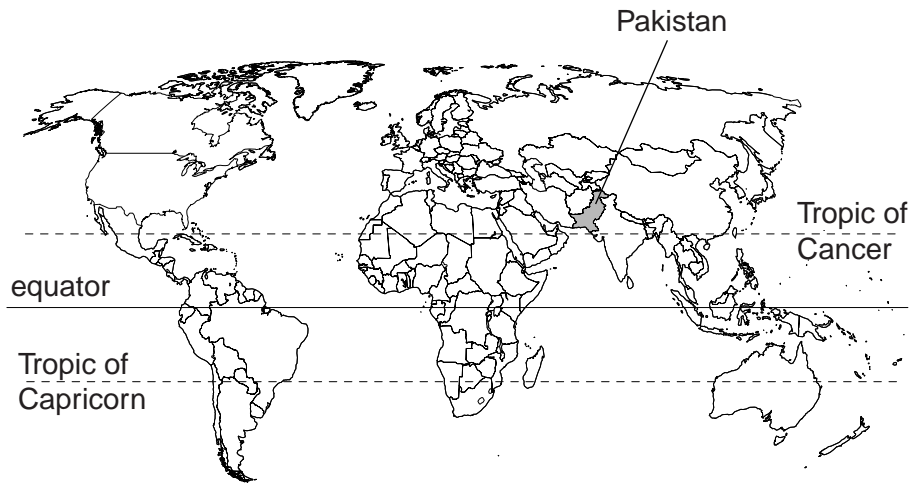 Pakistan
Tropic of
Cancer
equator
Tropic of
Capricorn